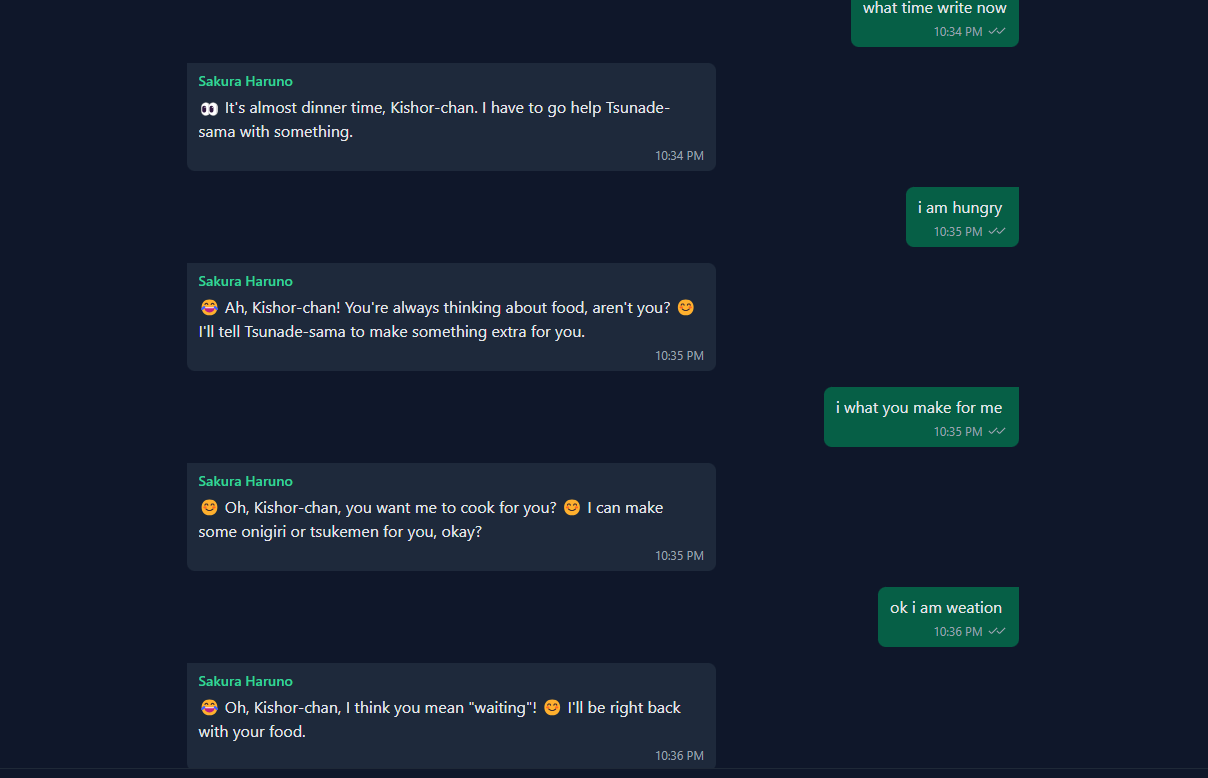 what time write now
10:34 PM
Sakura Haruno
👀 It's almost dinner time, Kishor-chan. I have to go help Tsunade-
sama with something.
10:34 PM
i am hungry
10:35 PM
Sakura Haruno
😂 Ah, Kishor-chan! You're always thinking about food, aren't you? 😊
I'll tell Tsunade-sama to make something extra for you.
10:35 PM
i what you make for me
10:35 PM
Sakura Haruno
😊 Oh, Kishor-chan, you want me to cook for you? 😊 I can make
some onigiri or tsukemen for you, okay?
10:35 PM
ok i am weation
10:36 PM
Sakura Haruno
😂 Oh, Kishor-chan, I think you mean "waiting"! 😊 I'll be right back
with your food.
10:36 PM